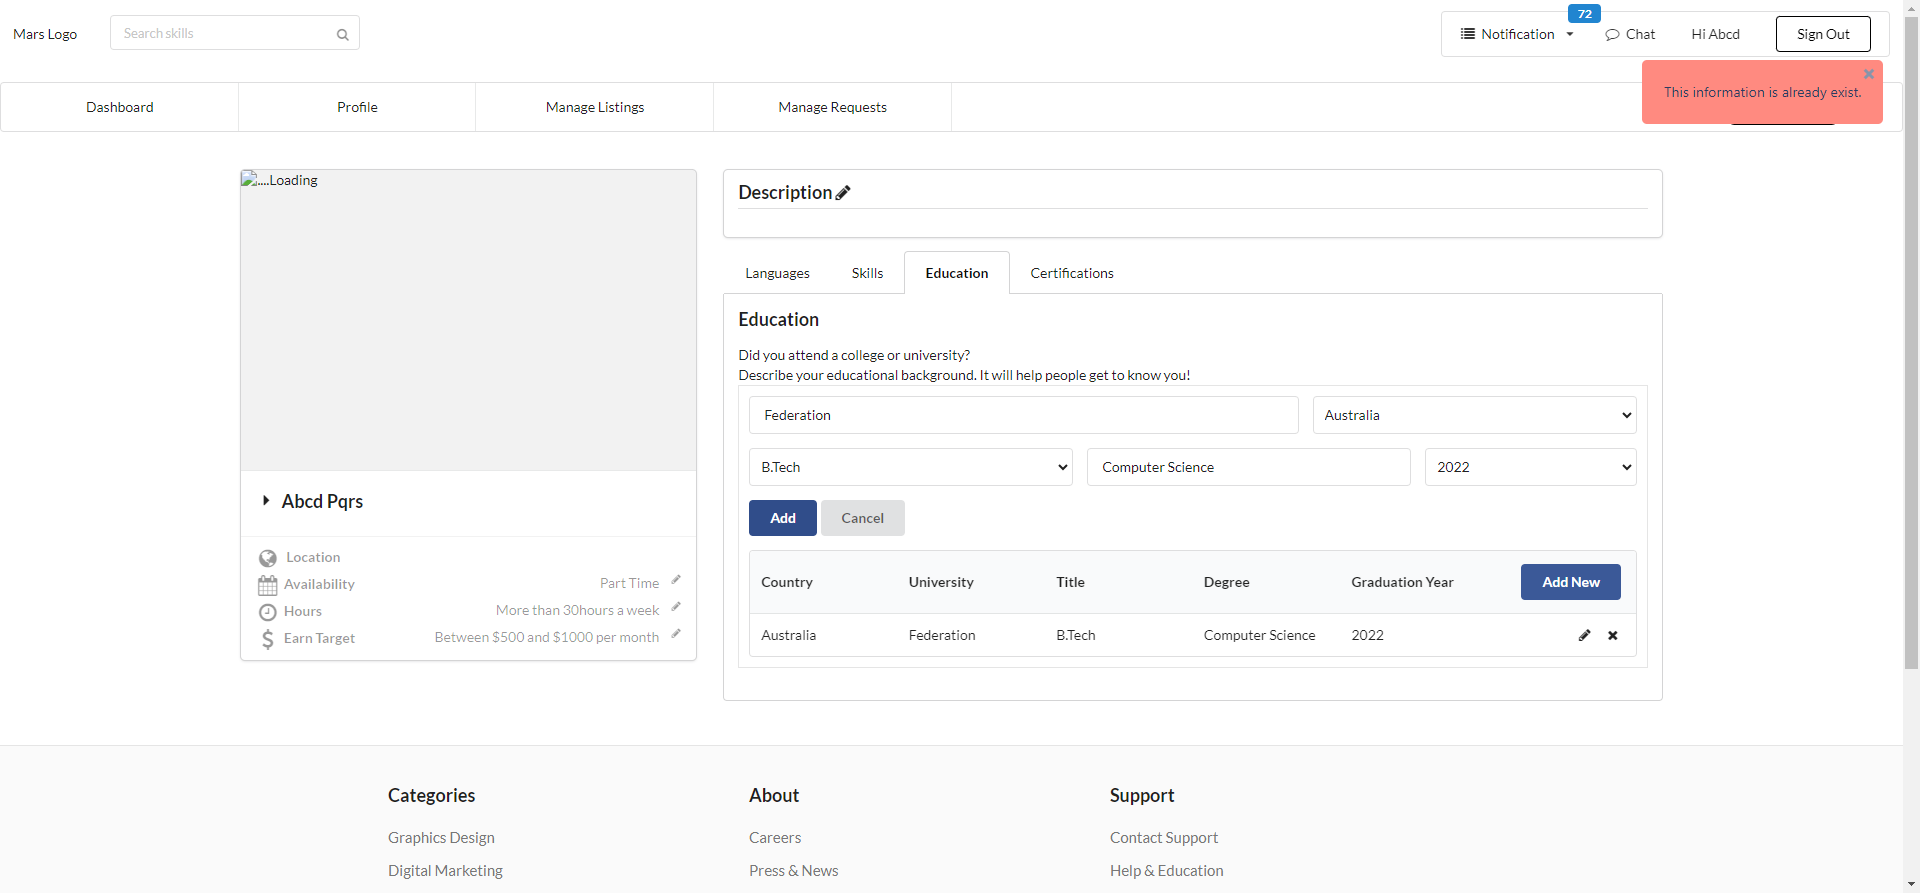 72
Mars Logo
Search skills
Notification
Chat
Hi Abcd
Sign Out
This information is already exist.
Dashboard
Profile
Manage Listings
Manage Requests
....Loading
Description
Languages
Skills
Education
Certifications
Education
Did you attend a college or university?
Describe your educational background. It will help people get to know you!
Federation
Australia
B.Tech
Computer Science
2022
Add
Cancel
Country University Title Degree Graduation Year Add New
Australia Federation B.Tech Computer Science 2022
Abcd Pqrs
Location
Availability Part Time
Hours More than 30hours a week
Earn Target Between $500 and $1000 per month
Categories
Graphics Design
Digital Marketing
About
Careers
Press & News
Support
Contact Support
Help & Education